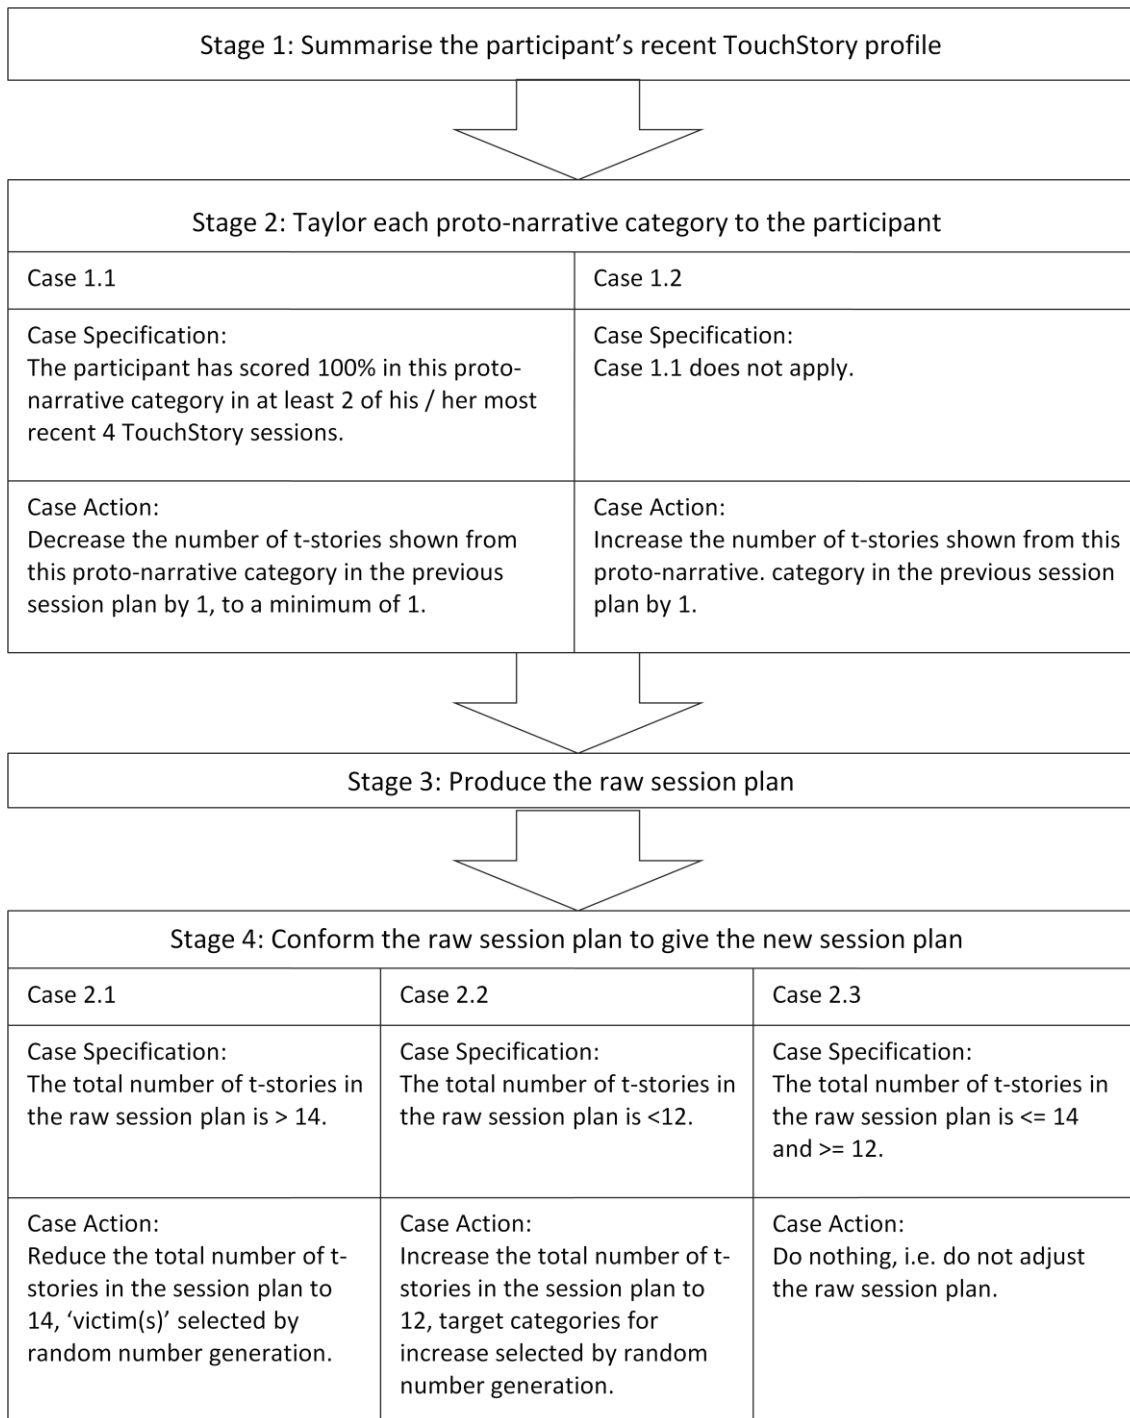 Stage 1: Summarise the participant’s recent TouchStory profile
Stage 2: Taylor each proto-narrative category to the participant
Case 1.1
Case 1.2
Case Specification:
The participant has scored 100% in this proto-
narrative category in at least 2 of his / her most
recent 4 TouchStory sessions.
Case Specification:
Case 1.1 does not apply.
Case Action:
Decrease the number of t-stories shown from
this proto-narrative category in the previous
session plan by 1, to a minimum of 1.
Case Action:
Increase the number of t-stories shown from this
proto-narrative. category in the previous session
plan by 1.
Stage 3: Produce the raw session plan
Stage 4: Conform the raw session plan to give the new session plan
Case 2.1
Case 2.2
Case 2.3
Case Specification:
The total number of t-stories in
the raw session plan is > 14.
Case Specification:
The total number of t-stories in
the raw session plan is <12.
Case Specification:
The total number of t-stories in
the raw session plan is <= 14
and >= 12.
Case Action:
Reduce the total number of t-
stories in the session plan to
14, ‘victim(s)’ selected by
random number generation.
Case Action:
Increase the total number of t-
stories in the session plan to
12, target categories for
increase selected by random
number generation.
Case Action:
Do nothing, i.e. do not adjust
the raw session plan.